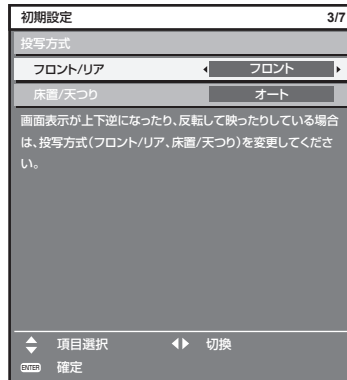 初期設定 3/7
投写方式
フロント/リア フロント
床置/天つり オート
画面表示が上下逆になったり、反転して映ったりしている場合
は、投写方式(フロント/リア、床置/天つり)を変更してくださ
い。
項目選択 切換
ENTER 確定